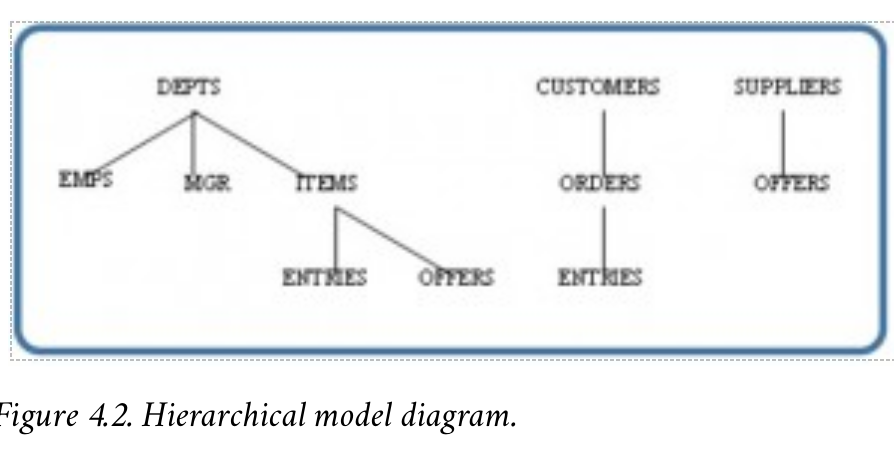 DEPTS CUSTOMERS SUPPLIERS
EMPS MGR ITEMS ORDERS OFFERS
ENTRIES OFFERS ENTRIES
Figure 4.2. Hierarchical model diagram.